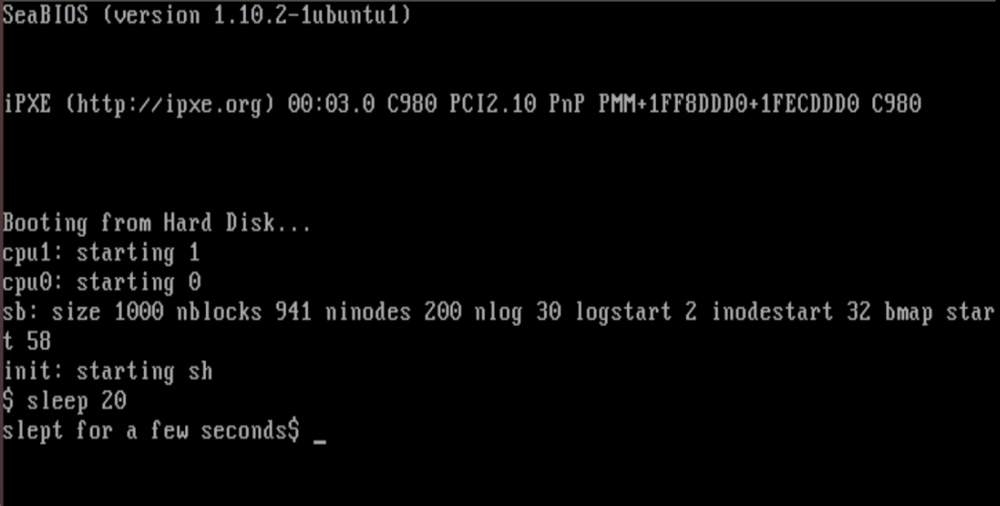 SeaBIOS (version 1.10.2-1ubuntu1)
iPXE (http://ipxe.org) 00:03.0 C980 PCI2.10 PnP PMM+1FF8DDD0+1FECDDD0 C980
Booting from Hard Disk...
cpu1: starting 1
cpu0: starting 0
sb: size 1000 nblocks 941 ninodes 200 nlog 30 logstart 2 inodestart 32 bmap star
t 58
init: starting sh
$ sleep 20
slept for a few seconds$ _